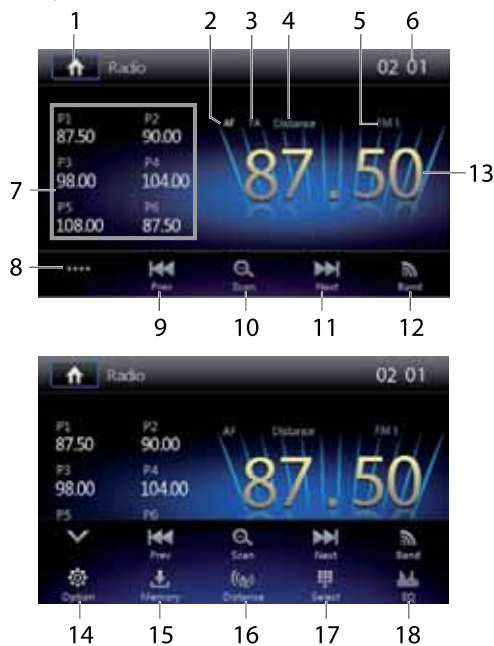 1 2 3 4 5 6
Radio 02 01
AF TA Distance FM 1
P1 P2
87.50 90.00
P3 P4
98.00 104.00
P5 P6
108.00 87.50
87.50
7
13
8
....
Prev Scan Next Band
9 10 11 12
Radio 02 01
AF Distance FM 1
P1 P2
87.50 90.00
P3 P4
98.00 104.00
P5 P6
87.50
Prev Scan Next Band
Option Memory Distance Select EQ
14 15 16 17 18